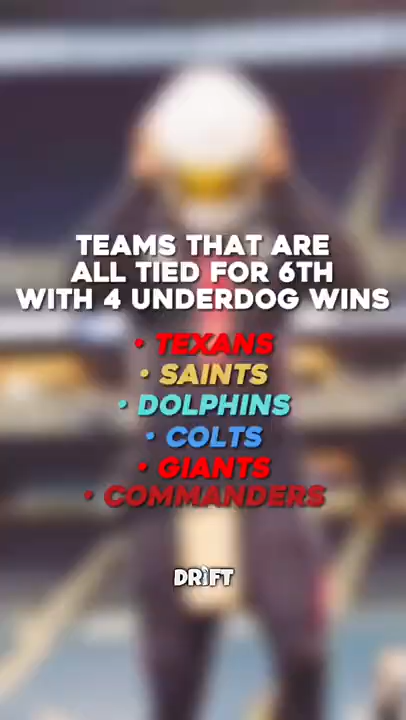 TEAMS THAT ARE
ALL TIED FOR 6TH
WITH 4 UNDERDOG WINS
• TEXANS
• SAINTS
• DOLPHINS
• COLTS
• GIANTS
• COMMANDERS
DRIFT